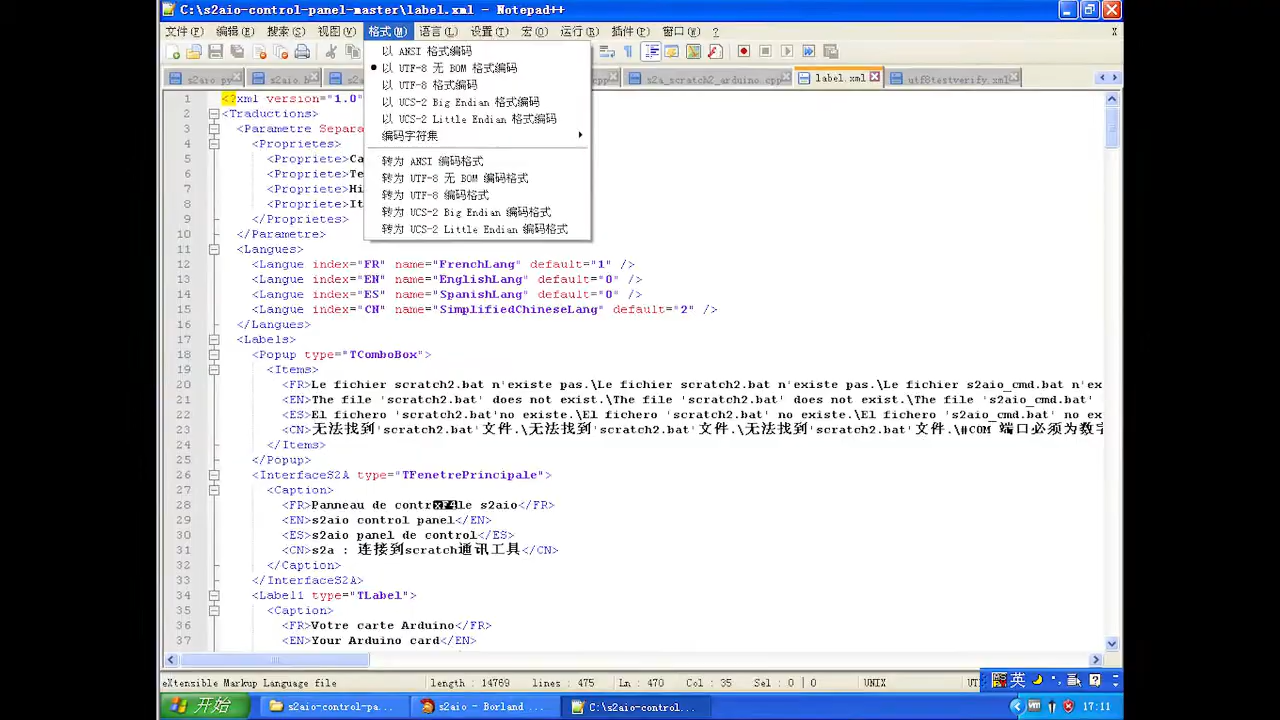 C:\s2aio-control-panel-master\label.xml - Notepad++
文件(F) 编辑(E) 搜索(S) 视图(V) 格式(M) 语言(L) 设置(T) 宏(O) 运行(R) 插件(P) 窗口(W) ?
s2aio.py s2aio.b s2a_scratch2_arduino.cpp label.xml utf8testverify.xml
以 ANSI 格式编码
以 UTF-8 无 BOM 格式编码
以 UTF-8 格式编码
以 UCS-2 Big Endian 格式编码
以 UCS-2 Little Endian 格式编码
编码字符集
转为 ANSI 编码格式
转为 UTF-8 无 BOM 编码格式
转为 UTF-8 编码格式
转为 UCS-2 Big Endian 编码格式
转为 UCS-2 Little Endian 编码格式
1 <?xml version="1.0"
2 <Traductions>
3 <Parametre Separa
4 <Proprietes>
5 <Propriete>Ca
6 <Propriete>Te
7 <Propriete>Hi
8 <Propriete>It
9 </Proprietes>
10 </Parametre>
11 <Langues>
12 <Langue index="FR" name="FrenchLang" default="1" />
13 <Langue index="EN" name="EnglishLang" default="0" />
14 <Langue index="ES" name="SpanishLang" default="0" />
15 <Langue index="CN" name="SimplifiedChineseLang" default="2" />
16 </Langues>
17 <Labels>
18 <Popup type="TComboBox">
19 <Items>
20 <FR>Le fichier scratch2.bat n'existe pas.\Le fichier scratch2.bat n'existe pas.\Le fichier s2aio_cmd.bat n'ex
21 <EN>The file 'scratch2.bat' does not exist.\The file 'scratch2.bat' does not exist.\The file 's2aio_cmd.bat'
22 <ES>El fichero 'scratch2.bat'no existe.\El fichero 'scratch2.bat' no existe.\El fichero 's2aio_cmd.bat' no ex
23 <CN>无法找到'scratch2.bat'文件.\无法找到'scratch2.bat'文件.\无法找到'scratch2.bat'文件.\#COM 端口必须为数字
24 </Items>
25 </Popup>
26 <InterfaceS2A type="TFenetrePrincipale">
27 <Caption>
28 <FR>Panneau de contrxF4le s2aio</FR>
29 <EN>s2aio control panel</EN>
30 <ES>s2aio panel de control</ES>
31 <CN>s2a : 连接到scratch通讯工具</CN>
32 </Caption>
33 </InterfaceS2A>
34 <Label1 type="TLabel">
35 <Caption>
36 <FR>Votre carte Arduino</FR>
37 <EN>Your Arduino card</EN>
eXtensible Markup Language file length : 14769 lines : 475 Ln : 470 Col : 35 Sel : 0 | 0 UNIX UT
英
开始 s2aio-control-pa... s2aio - Borland ... C:\s2aio-control... 17:11